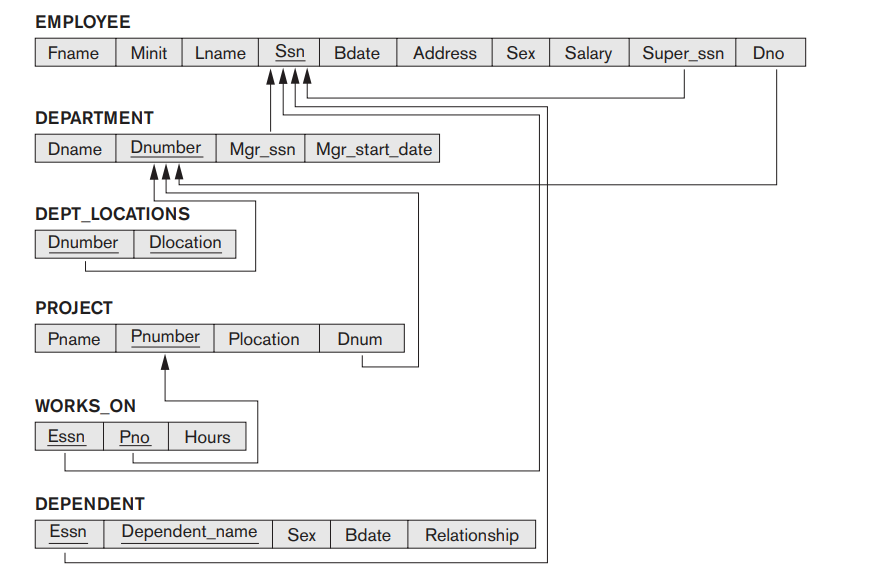 EMPLOYEE
Fname Minit Lname Ssn Bdate Address Sex Salary Super_ssn Dno
DEPARTMENT
Dname Dnumber Mgr_ssn Mgr_start_date
DEPT_LOCATIONS
Dnumber Dlocation
PROJECT
Pname Pnumber Plocation Dnum
WORKS_ON
Essn Pno Hours
DEPENDENT
Essn Dependent_name Sex Bdate Relationship